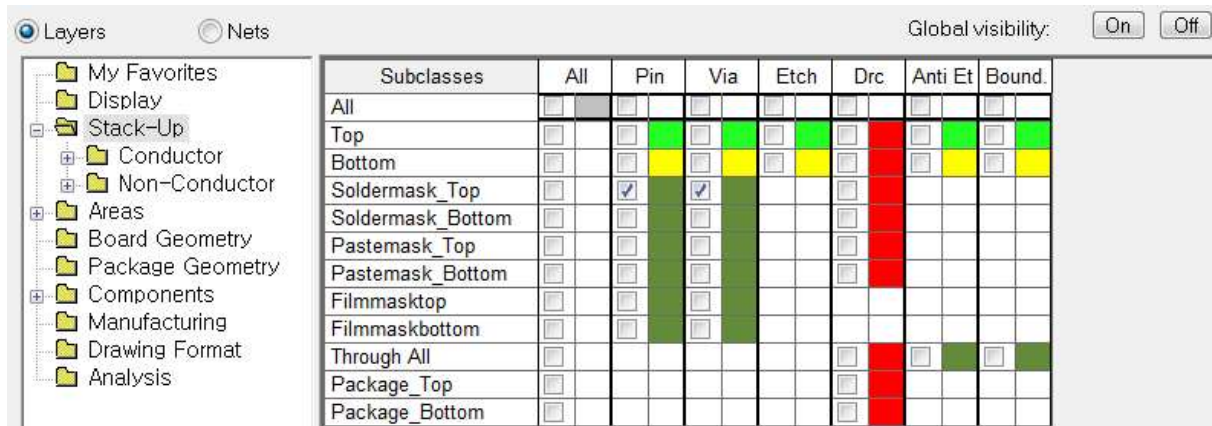 Layers Nets Global visibility: On Off
My Favorites
Display
Stack-Up
Conductor
Non-Conductor
Areas
Board Geometry
Package Geometry
Components
Manufacturing
Drawing Format
Analysis
Subclasses All Pin Via Etch Drc Anti Et Bound.
All
Top
Bottom
Soldermask_Top
Soldermask_Bottom
Pastemask_Top
Pastemask_Bottom
Filmmasktop
Filmmaskbottom
Through All
Package_Top
Package_Bottom